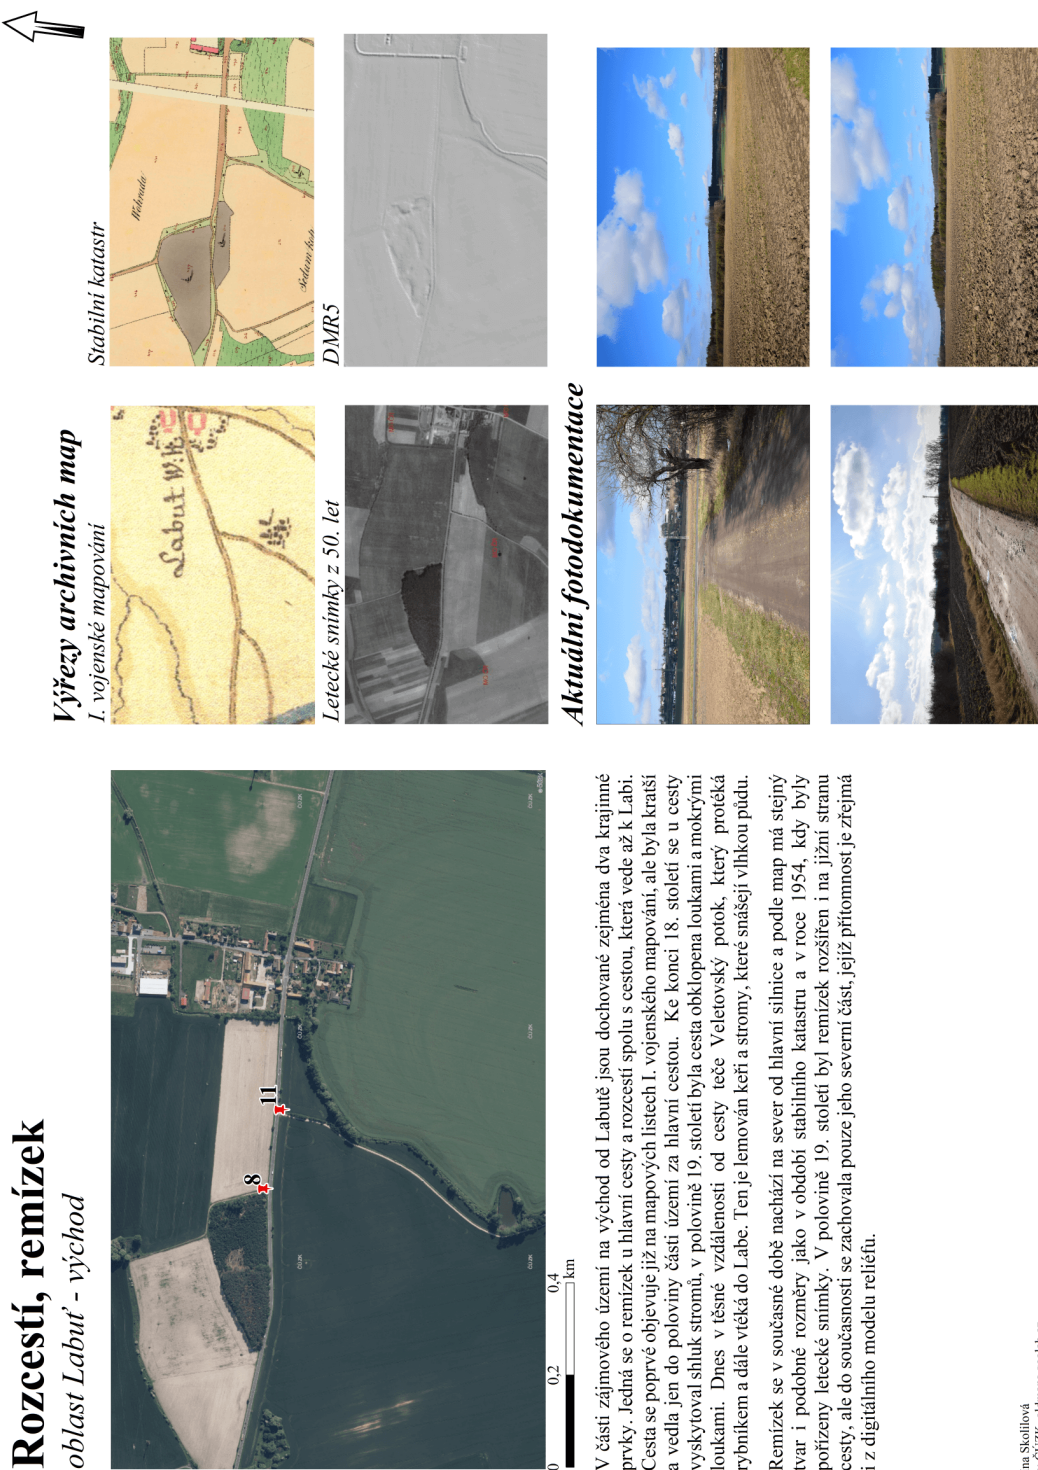 Rozcestí, remízek
oblast Labuť - východ
8
11
0
0,2
0,4
km
V části zájmového území na východ od Labutě jsou dochované zejména dva krajinné
prvky. Jedná se o remízek u hlavní cesty a rozcestí spolu s cestou, která vede až k Labi.
Cesta se poprvé objevuje již na mapových listech I. vojenského mapování, ale byla kratší
a vedla jen do poloviny části území za hlavní cestou. Ke konci 18. století se u cesty
vyskytoval shluk stromů, v polovině 19. století byla cesta obklopena loukami a mokrými
loukami. Dnes v těsné vzdálenosti od cesty teče Veletovský potok, který protéká
rybníkem a dále vtéká do Labe. Ten je lemován keři a stromy, které snášejí vlhkou půdu.
Remízek se v současné době nachází na sever od hlavní silnice a podle map má stejný
tvar i podobné rozměry jako v období stabilního katastru a v roce 1954, kdy byly
pořízeny letecké snímky. V polovině 19. století byl remízek rozšířen i na jižní stranu
cesty, ale do současnosti se zachovala pouze jeho severní část, jejíž přítomnost je zřejmá
i z digitálního modelu reliéfu.
na Skolilová
Výřezy archivních map
I. vojenské mapování
Labut W:H.
Stabilní katastr
Wohrada
Letecké snímky z 50. let
DMR5
Aktuální fotodokumentace